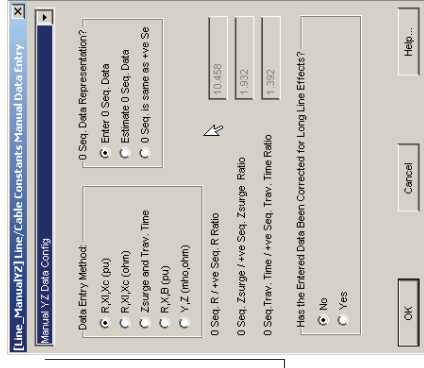 [Line_ManualYZ] Line/Cable Constants Manual Data Entry
Manual YZ Data Config
Data Entry Method:
R,Xl,Xc (pu)
R,Xl,Xc (ohm)
Zsurge and Trav. Time
R,X,B (pu)
Y,Z (mho,ohm)
0 Seq. Data Representation?
Enter 0 Seq. Data
Estimate 0 Seq. Data
0 Seq. is same as +ve Se
0 Seq. R / +ve Seq. R Ratio 10.458
0 Seq. Zsurge / +ve Seq. Zsurge Ratio 1.932
0 Seq.Trav. Time / +ve Seq. Trav. Time Ratio 1.392
Has the Entered Data Been Corrected for Long Line Effects?
No
Yes
OK Cancel Help...